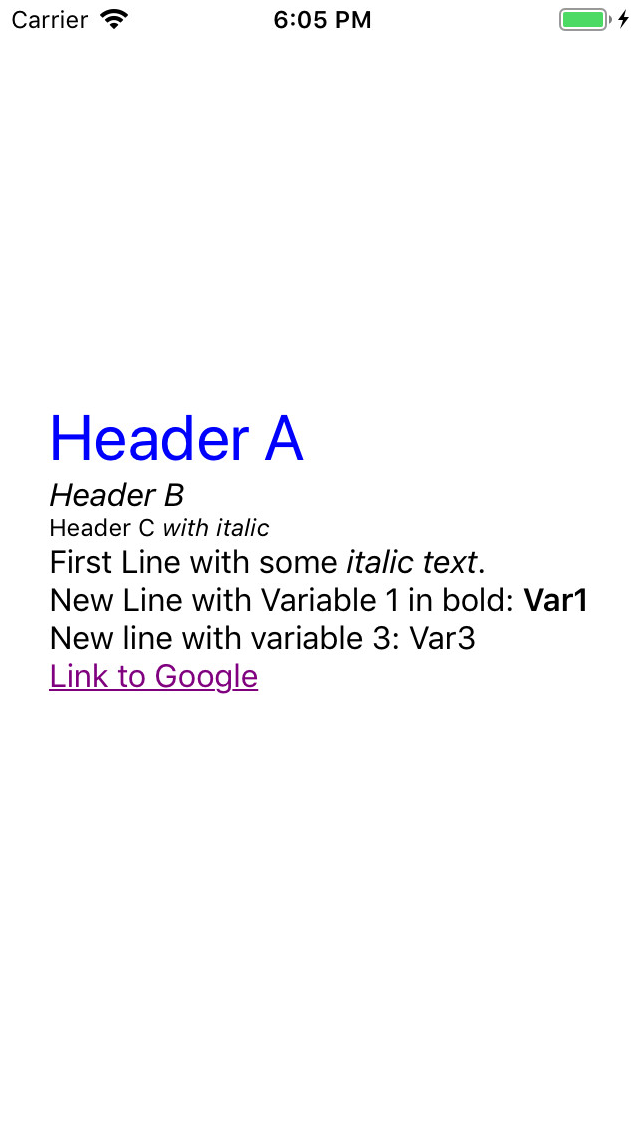 Carrier 6:05 PM
Header A
Header B
Header C with italic
First Line with some italic text.
New Line with Variable 1 in bold: Var1
New line with variable 3: Var3
Link to Google